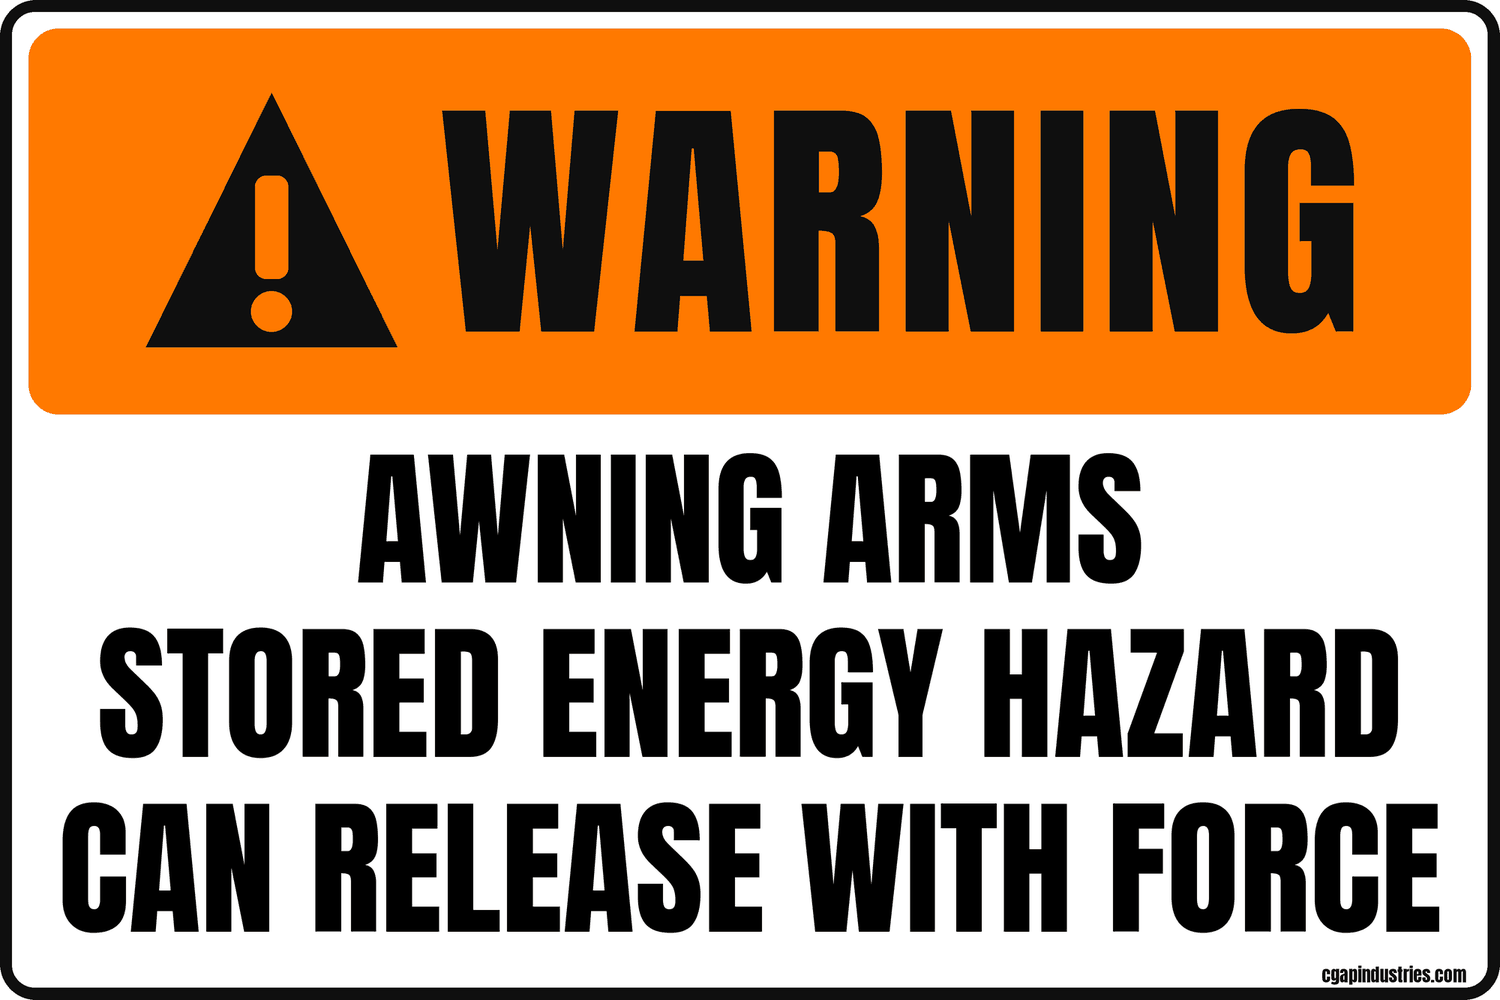 WARNING
AWNING ARMS
STORED ENERGY HAZARD
CAN RELEASE WITH FORCE
cgapindustries.com